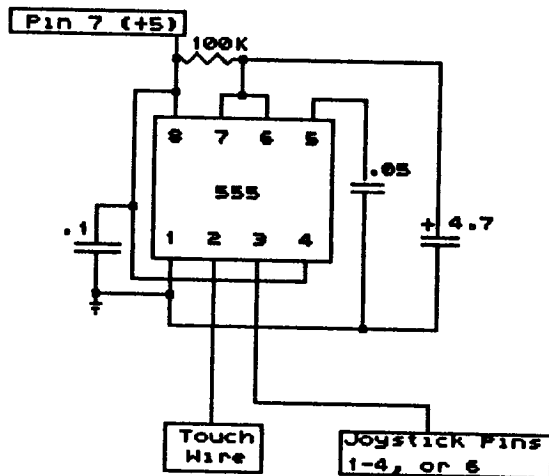 Pin 7 (+5)
100K
8 7 6 5
.05
555
.1
+ 4.7
1 2 3 4
Touch
Wire
Joystick Pins
1-4, or 6